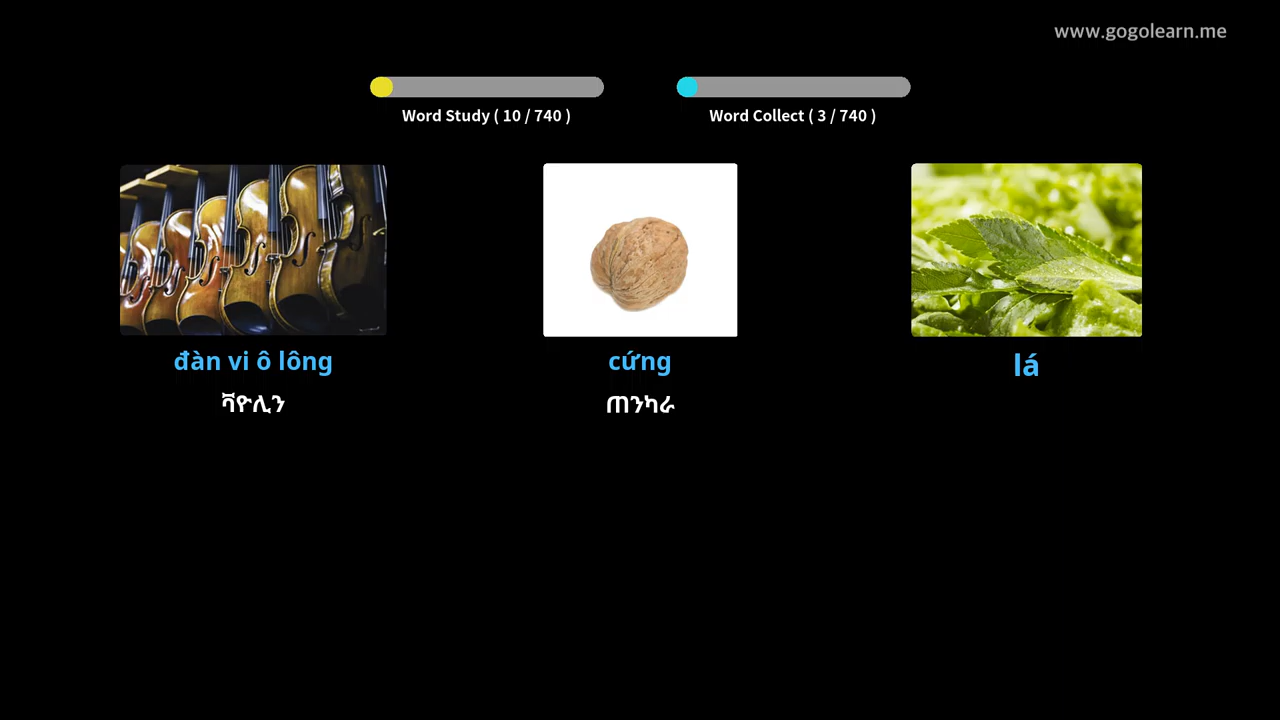 www.gogolearn.me
Word Study ( 10 / 740 )
Word Collect ( 3 / 740 )
đàn vi ô lông
ቫዮሊን
cứng
ጠንካራ
lá